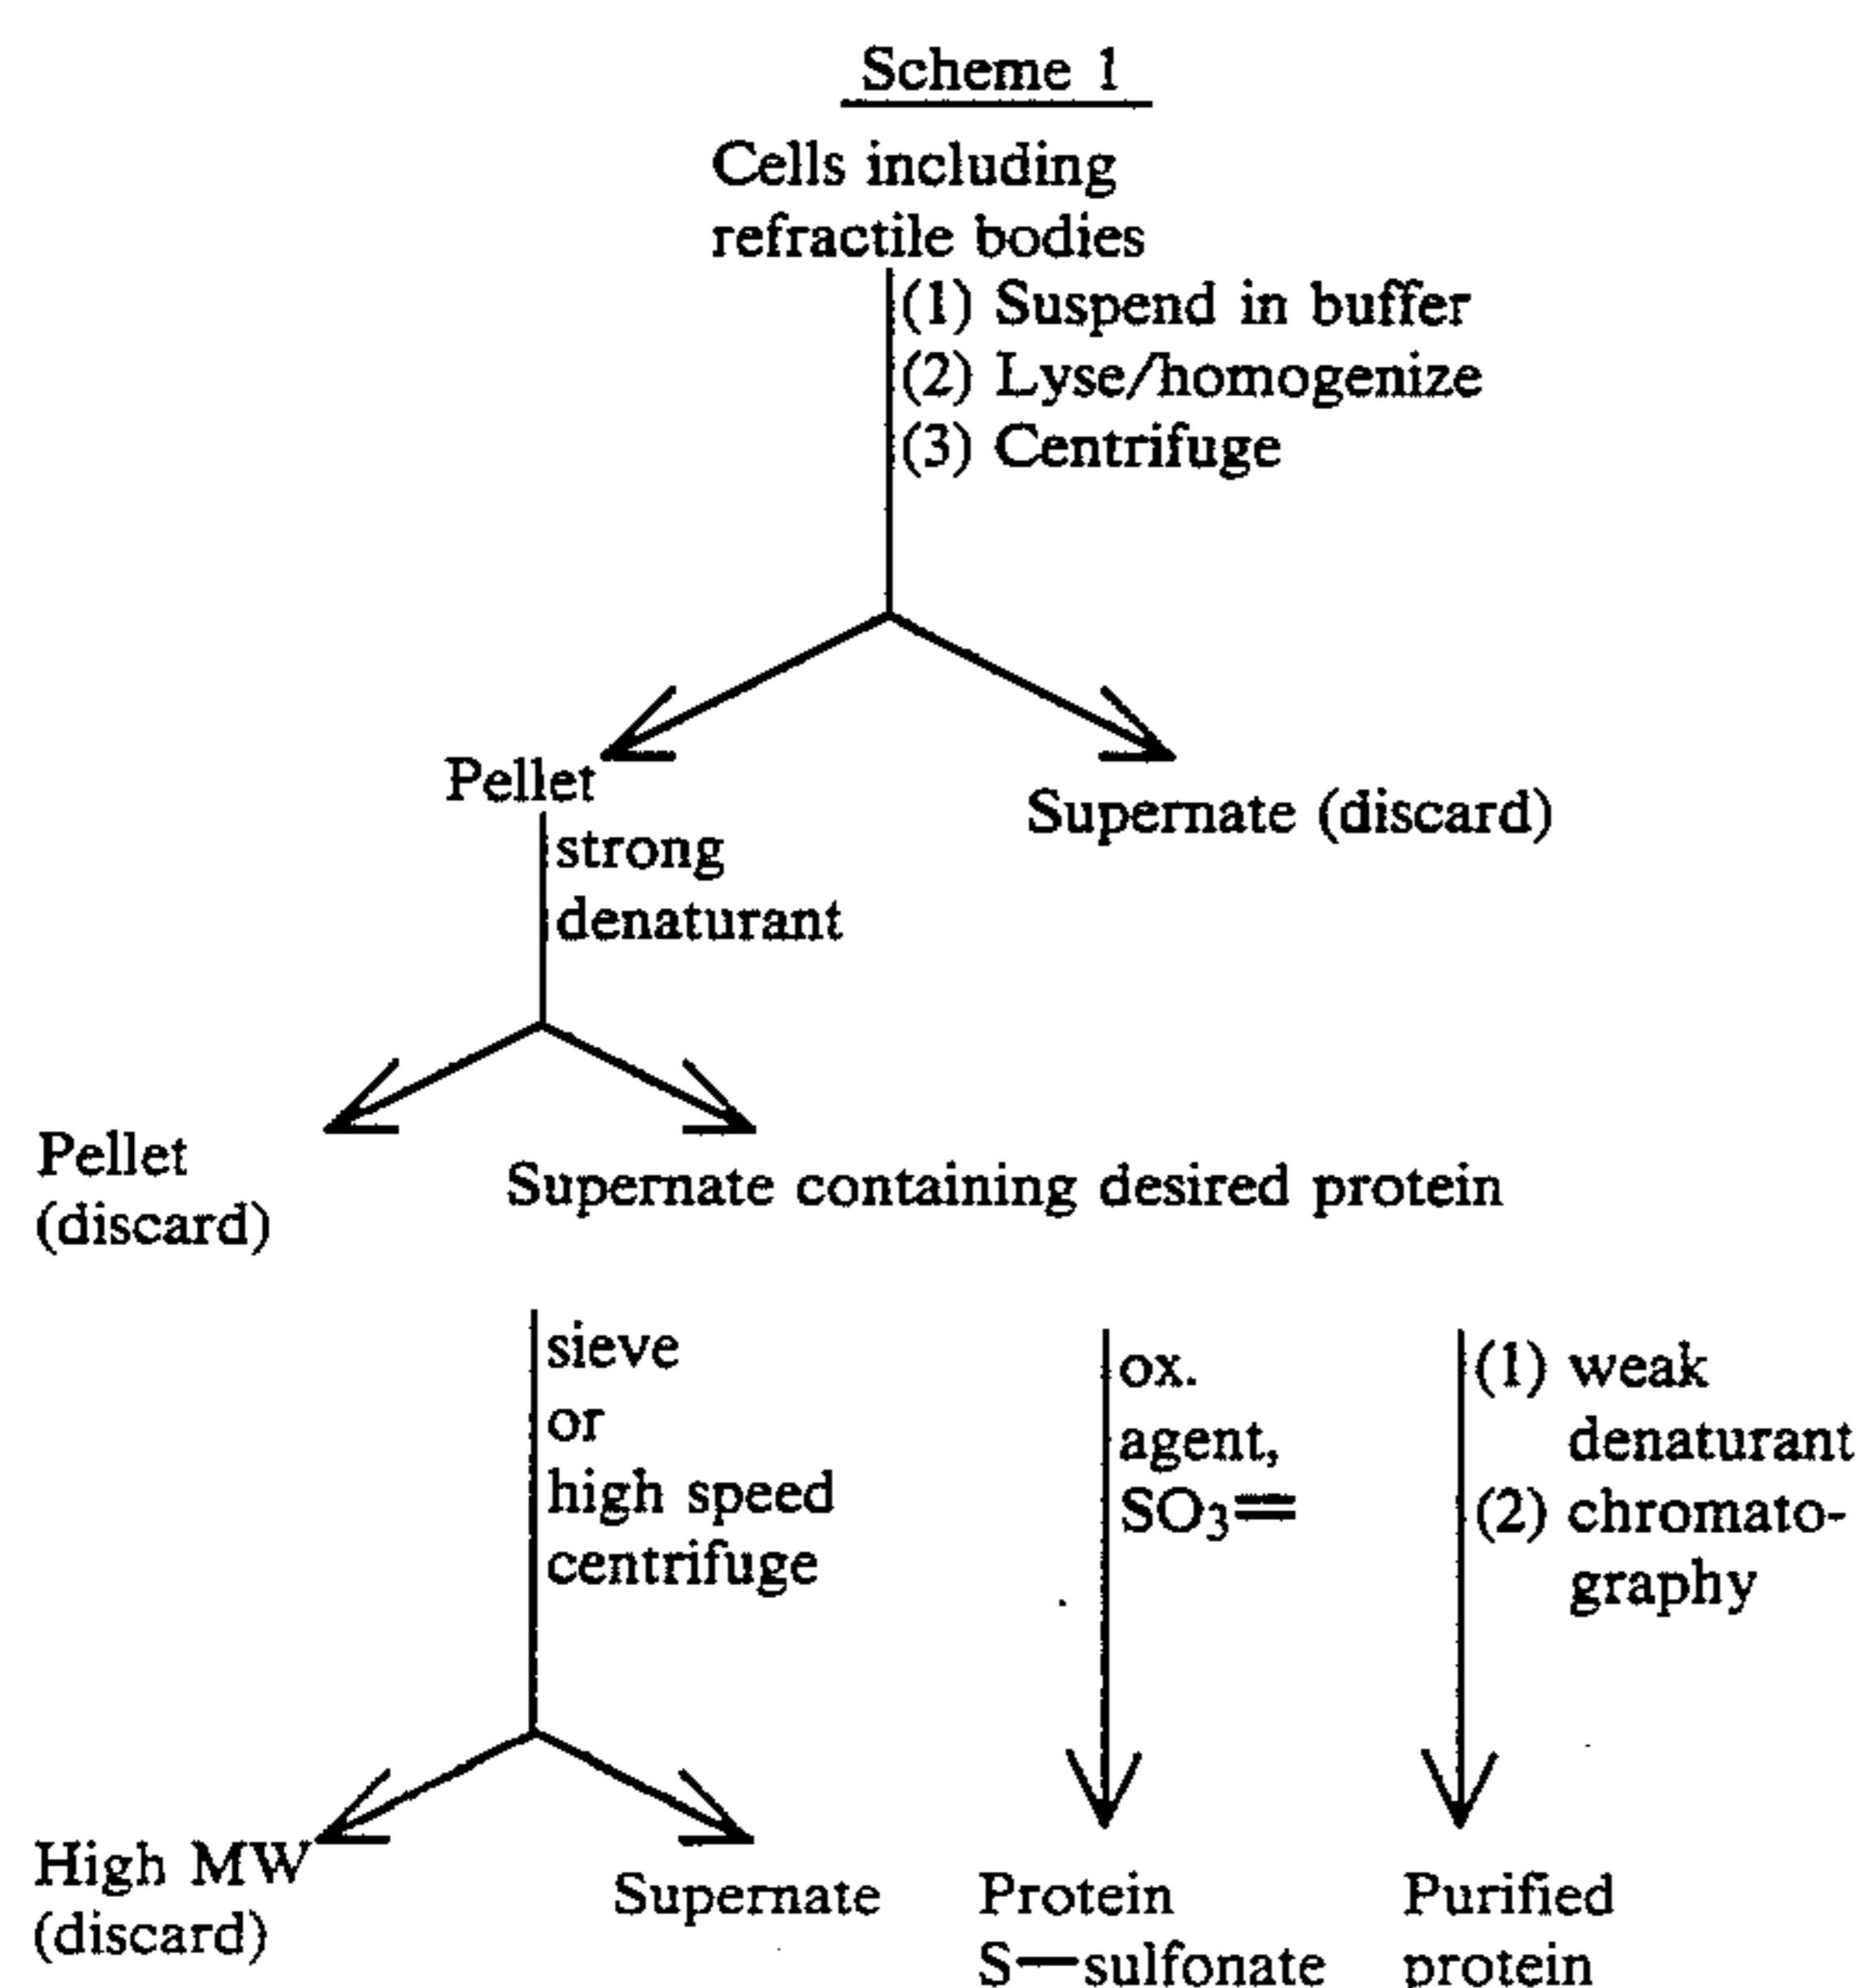 Scheme 1
Cells including
refractile bodies
(1) Suspend in buffer
(2) Lyse/homogenize
(3) Centrifuge
Pellet
Supernate (discard)
strong
denaturant
Pellet
(discard)
Supernate containing desired protein
sieve
or
high speed
centrifuge
ox.
agent,
SO₃=
(1) weak
denaturant
(2) chromato-
graphy
High MW
(discard)
Supernate
Protein
S—sulfonate
Purified
protein